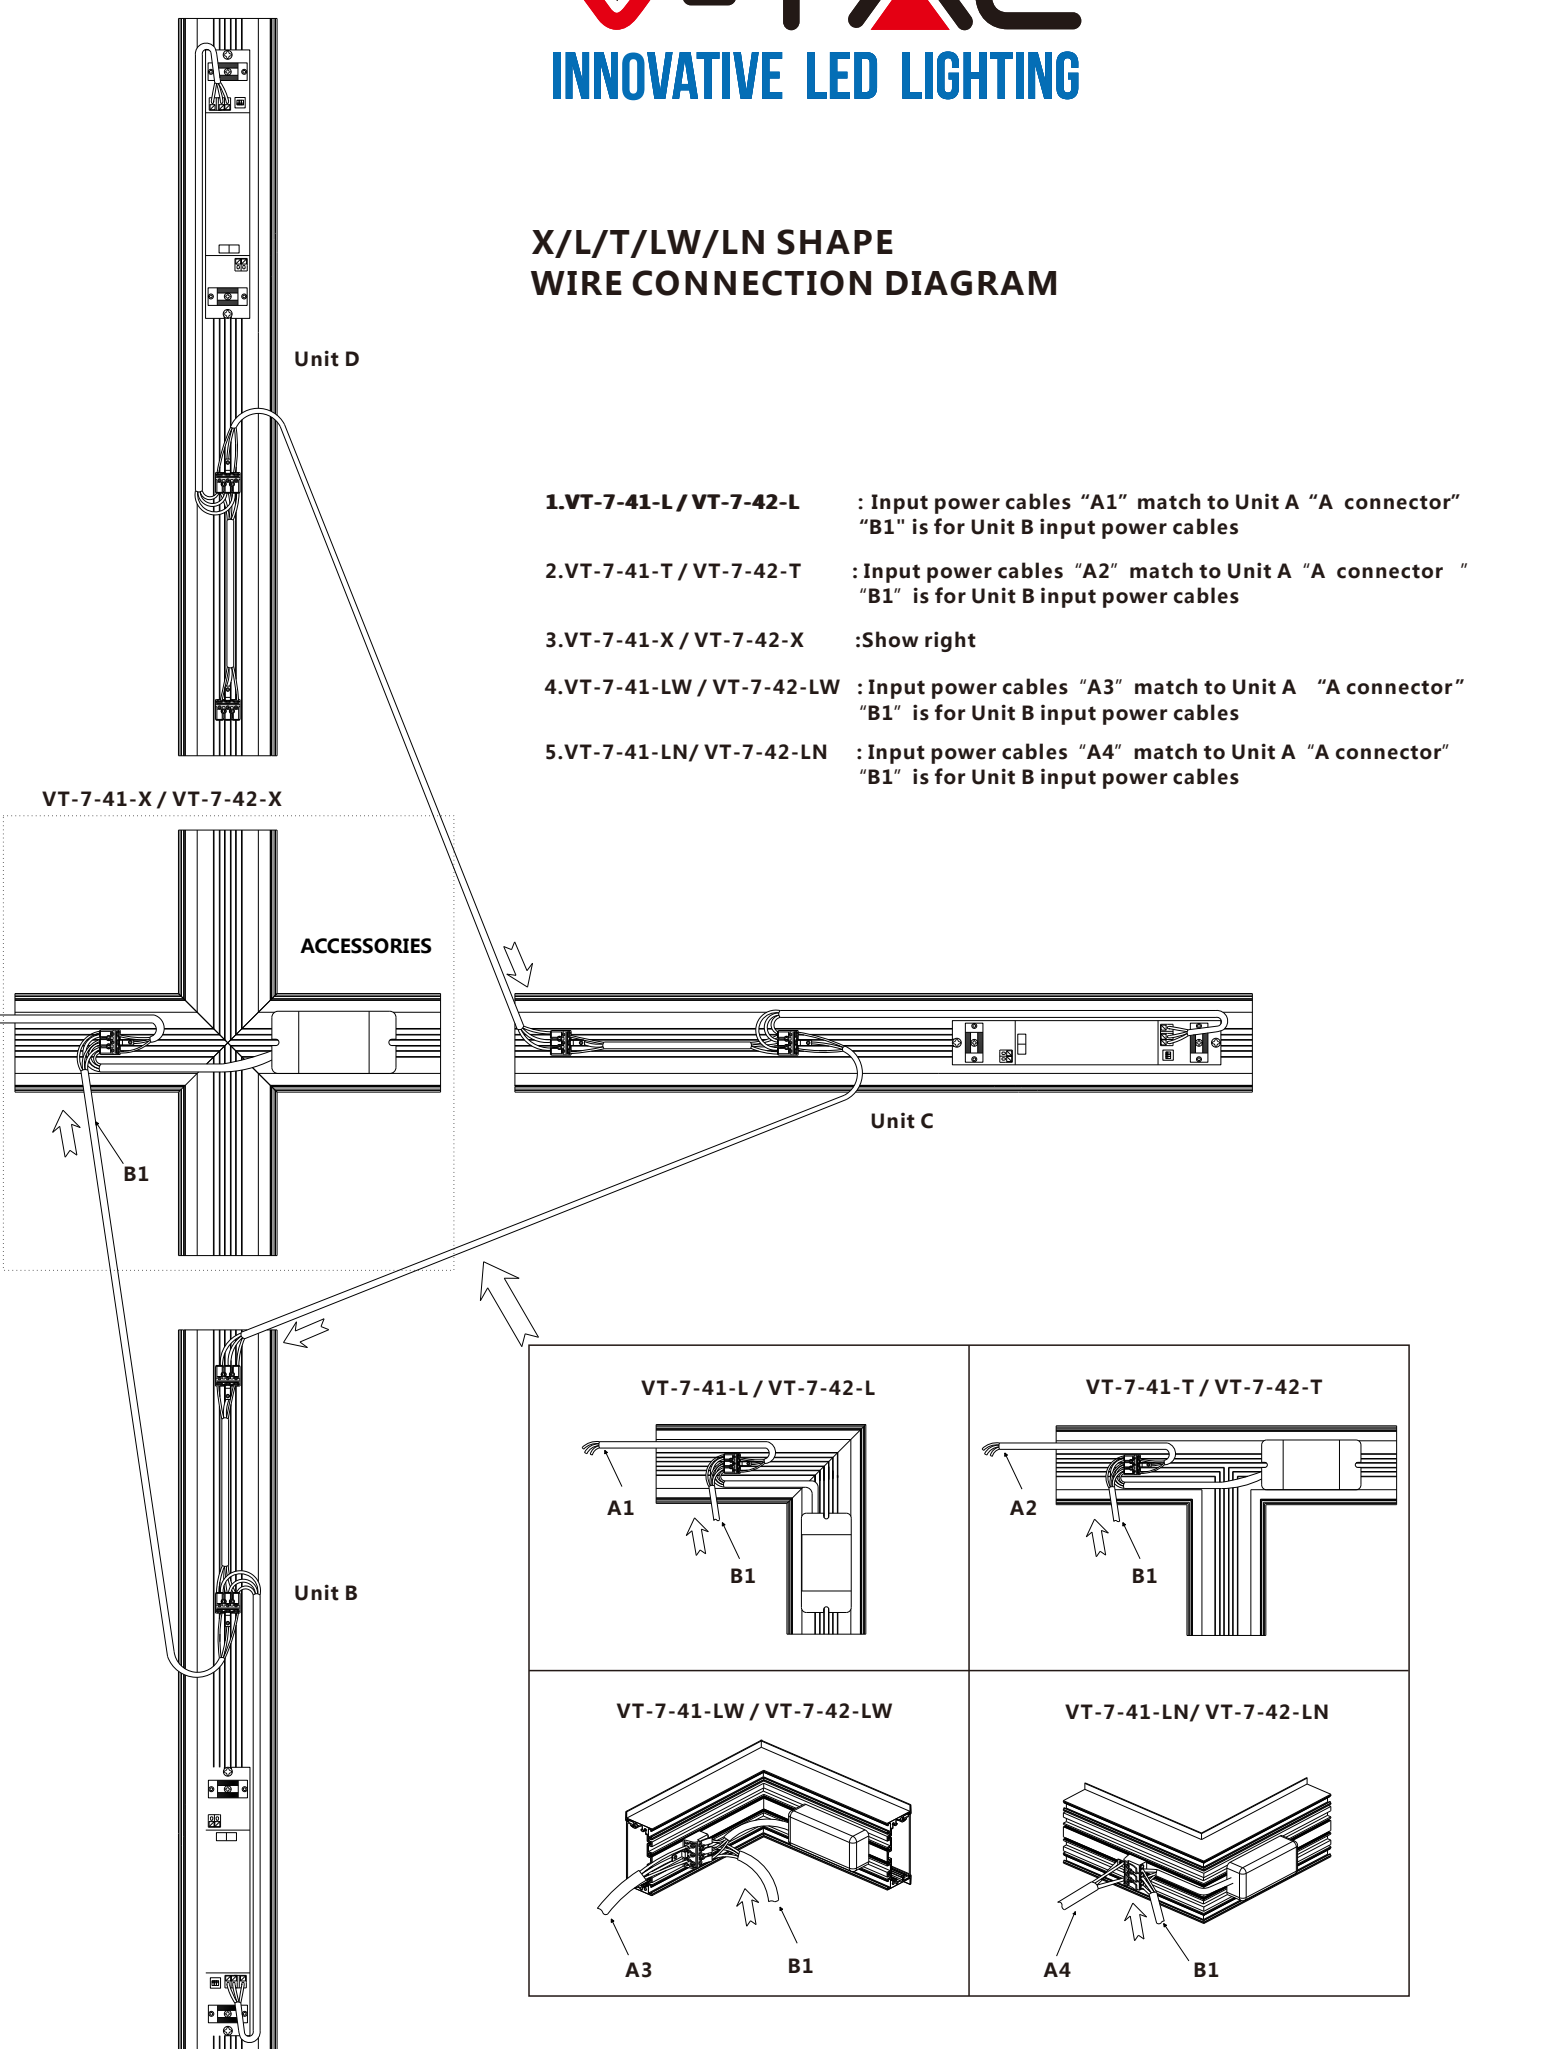 INNOVATIVE LED LIGHTING
X/L/T/LW/LN SHAPE
WIRE CONNECTION DIAGRAM
Unit D
1.VT-7-41-L / VT-7-42-L : Input power cables “A1” match to Unit A “A connector”
“B1" is for Unit B input power cables
2.VT-7-41-T / VT-7-42-T : Input power cables “A2” match to Unit A “A connector ”
“B1” is for Unit B input power cables
3.VT-7-41-X / VT-7-42-X :Show right
4.VT-7-41-LW / VT-7-42-LW : Input power cables “A3” match to Unit A “A connector”
“B1” is for Unit B input power cables
5.VT-7-41-LN/ VT-7-42-LN : Input power cables “A4” match to Unit A “A connector”
“B1” is for Unit B input power cables
VT-7-41-X / VT-7-42-X
ACCESSORIES
B1
Unit C
Unit B
VT-7-41-L / VT-7-42-L
A1
B1
VT-7-41-T / VT-7-42-T
A2
B1
VT-7-41-LW / VT-7-42-LW
A3
B1
VT-7-41-LN/ VT-7-42-LN
A4
B1